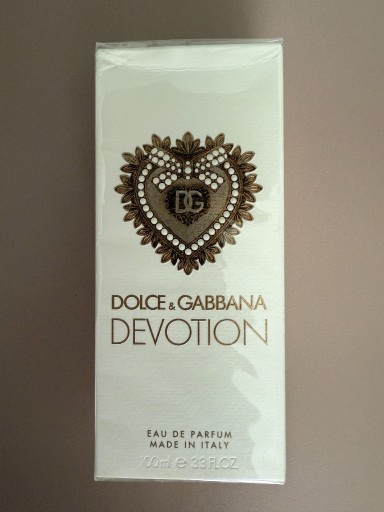 DG
DOLCE & GABBANA
DEVOTION
EAU DE PARFUM
MADE IN ITALY
100ml ℮ 3.3 FL.OZ.